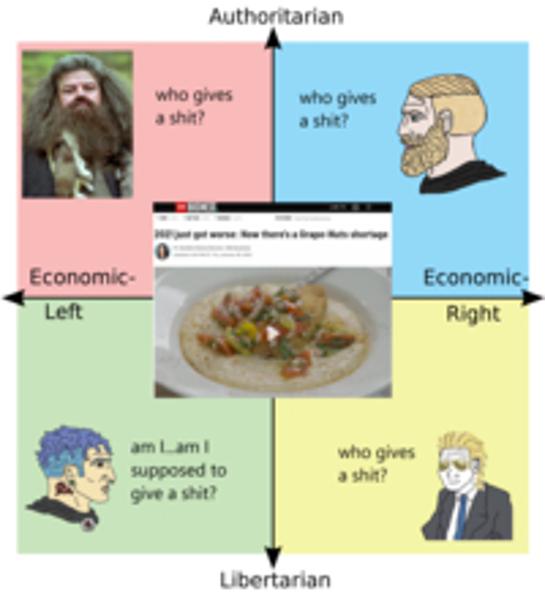 Authoritarian
who gives
a shit?
who gives
a shit?
2021 just got worse: Now there's a Grape-Nuts shortage
Economic-
Left
Economic-
Right
am I...am I
supposed to
give a shit?
who gives
a shit?
Libertarian